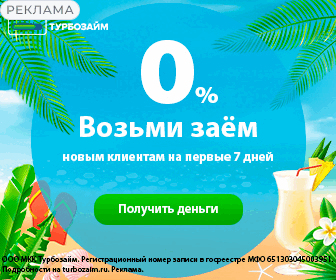 РЕКЛАМА
ТУРБОЗАЙМ
0%
Возьми заём
новым клиентам на первые 7 дней
Получить деньги
ООО МКК Турбозайм. Регистрационный номер записи в госреестре МФО 651303045003951.
Подробности на turbozaim.ru. Реклама.